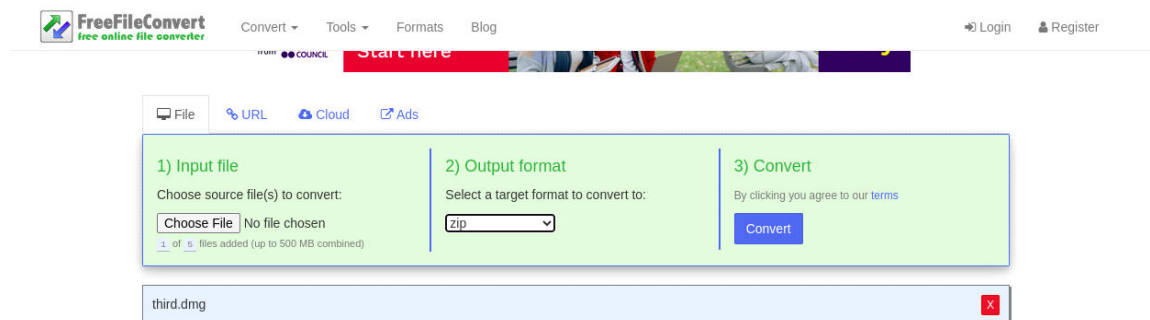 FreeFileConvert
free online file converter
Convert
Tools
Formats
Blog
Login
Register
from
COUNCIL
Start here
File
URL
Cloud
Ads
1) Input file
Choose source file(s) to convert:
Choose File No file chosen
1 of 5 files added (up to 500 MB combined)
2) Output format
Select a target format to convert to:
zip
3) Convert
By clicking you agree to our terms
Convert
third.dmg
X